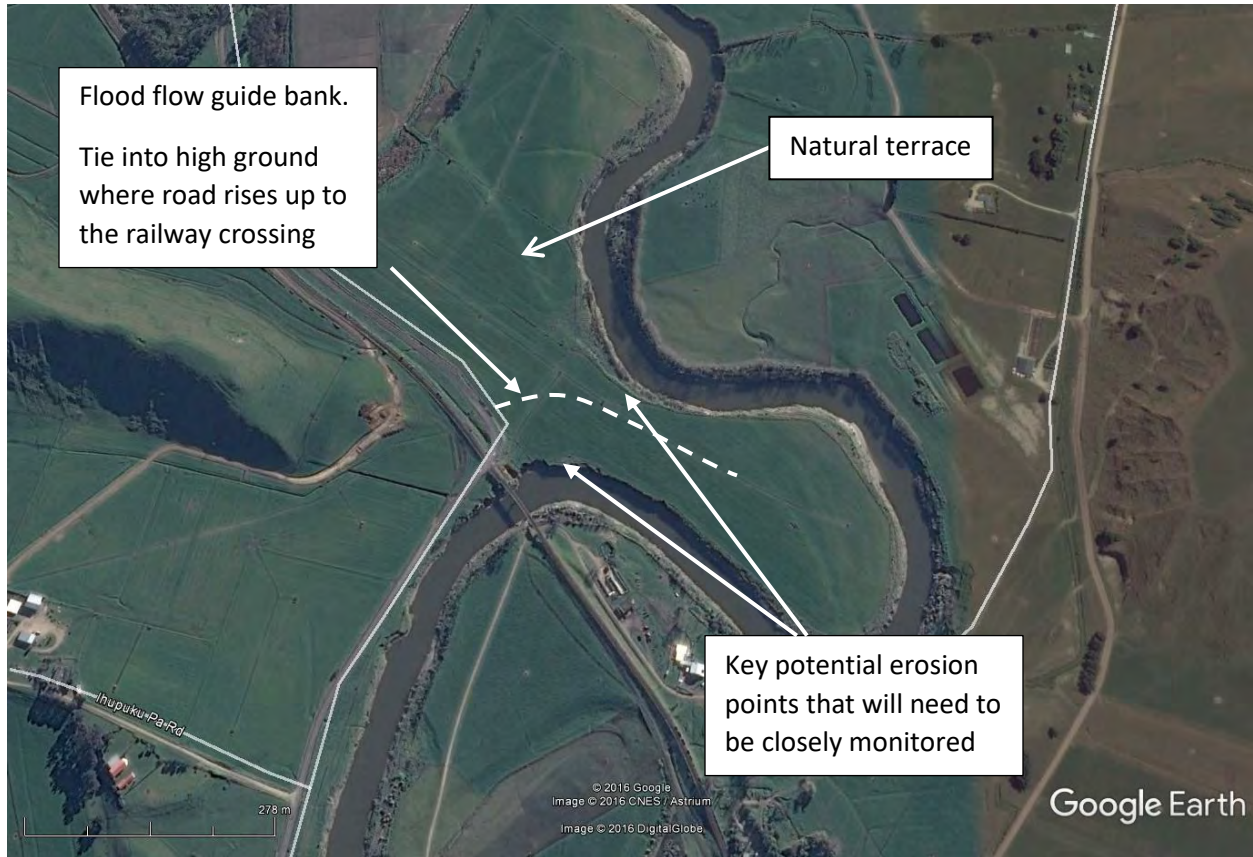 Flood flow guide bank.
Tie into high ground
where road rises up to
the railway crossing
Natural terrace
Key potential erosion
points that will need to
be closely monitored
Ihupuku Pa Rd
278 m
© 2016 Google
Image © 2016 CNES / Astrium
Image © 2016 DigitalGlobe
Google Earth